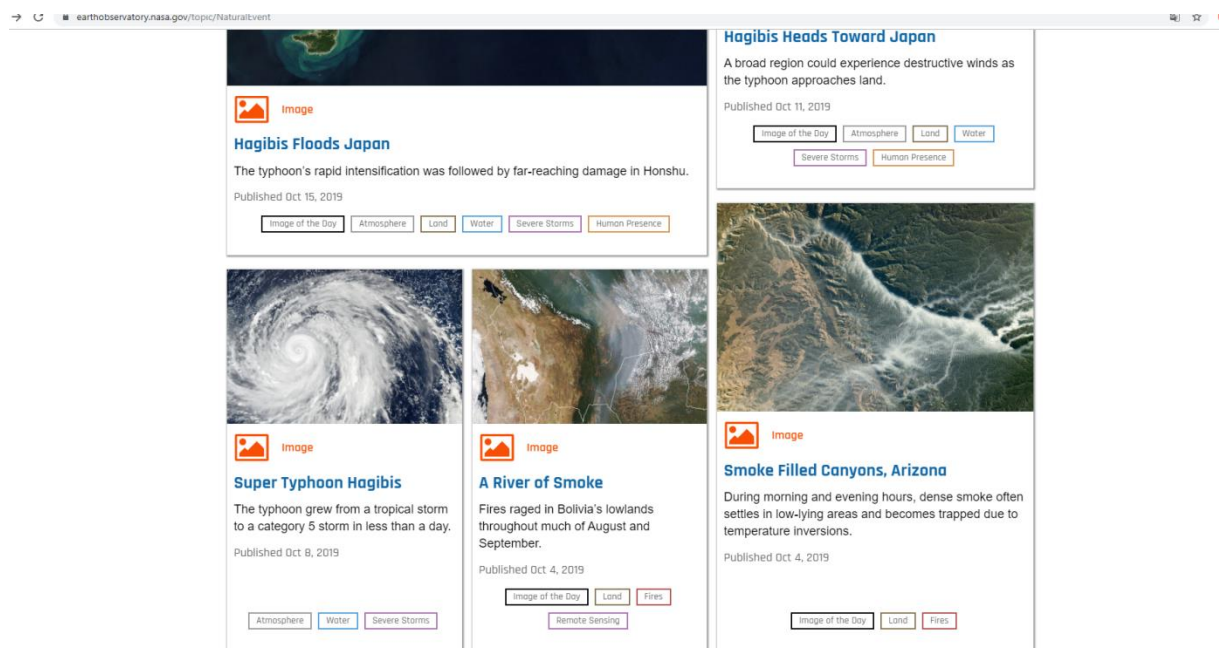 earthobservatory.nasa.gov/topic/NaturalEvent
Image
Hagibis Floods Japan
The typhoon's rapid intensification was followed by far-reaching damage in Honshu.
Published Oct 15, 2019
Image of the Day Atmosphere Land Water Severe Storms Human Presence
Hagibis Heads Toward Japan
A broad region could experience destructive winds as
the typhoon approaches land.
Published Oct 11, 2019
Image of the Day Atmosphere Land Water
Severe Storms Human Presence
Image
Super Typhoon Hagibis
The typhoon grew from a tropical storm
to a category 5 storm in less than a day.
Published Oct 8, 2019
Atmosphere Water Severe Storms
Image
A River of Smoke
Fires raged in Bolivia's lowlands
throughout much of August and
September.
Published Oct 4, 2019
Image of the Day Land Fires
Remote Sensing
Image
Smoke Filled Canyons, Arizona
During morning and evening hours, dense smoke often
settles in low-lying areas and becomes trapped due to
temperature inversions.
Published Oct 4, 2019
Image of the Day Land Fires